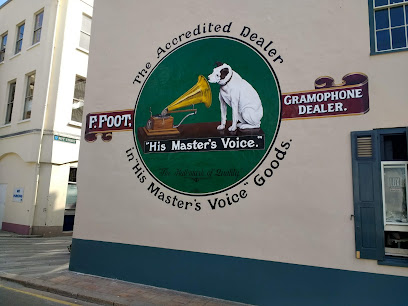 The Accredited Dealer
F. FOOT:
GRAMOPHONE
DEALER.
"His Master's Voice."
in "His Master's Voice" Goods.